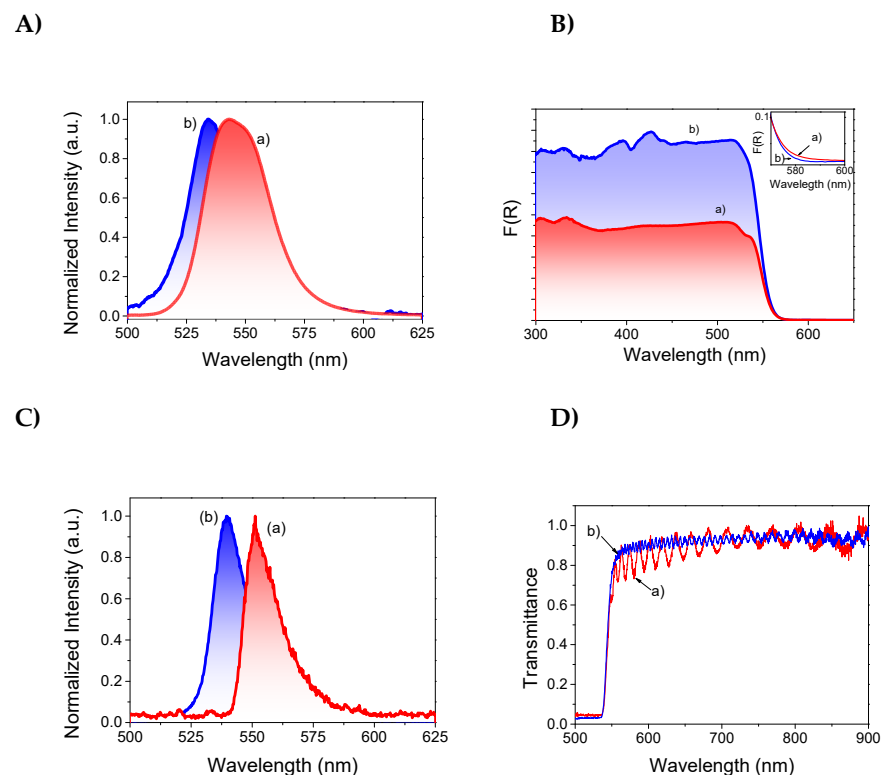 A)
B)
Normalized Intensity (a.u.)
1.0
0.8
0.6
0.4
0.2
0.0
b)
a)
500 525 550 575 600 625
Wavelength (nm)
F(R)
b)
a)
300 400 500 600
Wavelength (nm)
0.1
F(R)
a)
b)
580 600
Wavelegth (nm)
C)
D)
Normalized Intensity (a.u.)
1.0
0.8
0.6
0.4
0.2
0.0
(b)
(a)
500 525 550 575 600 625
Wavelength (nm)
Transmittance
1.0
0.8
0.6
0.4
0.2
0.0
b)
a)
500 600 700 800 900
Wavelength (nm)